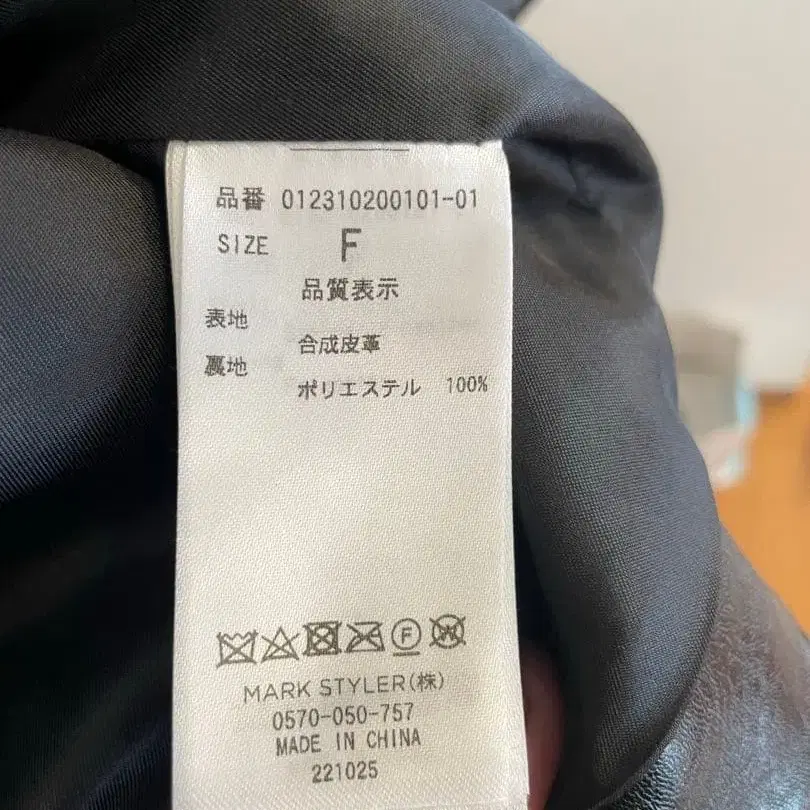 品番 012310200101-01
SIZE F
品質表示
表地 合成皮革
裏地 ポリエステル 100%
F W
MARK STYLER(株)
0570-050-757
MADE IN CHINA
221025